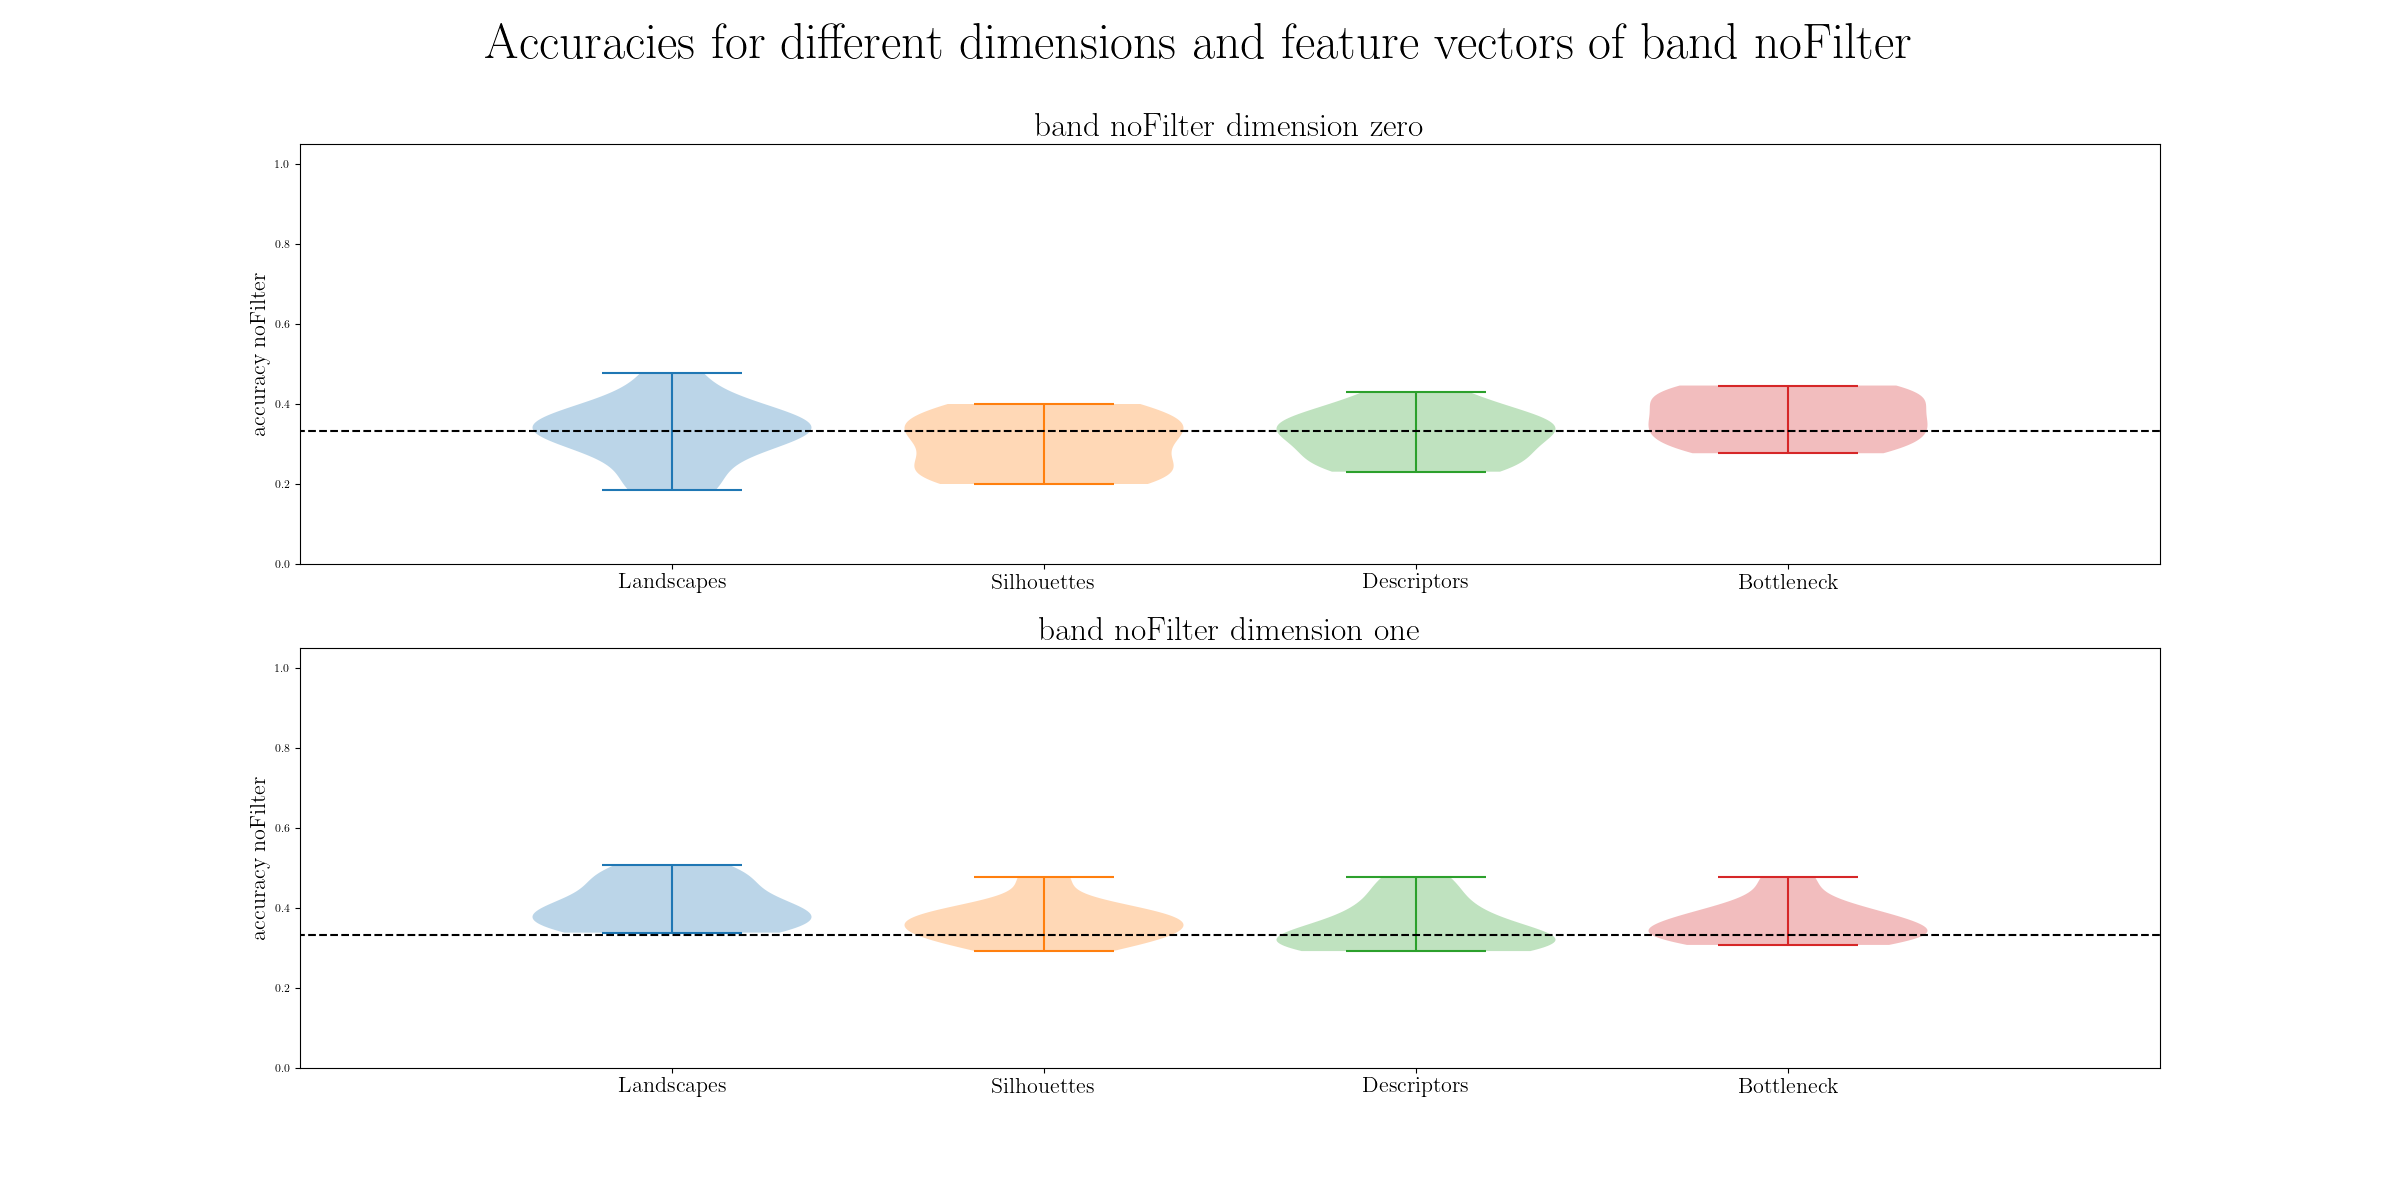 Accuracies for different dimensions and feature vectors of band noFilter
band noFilter dimension zero
accuracy noFilter
1.0
0.8
0.6
0.4
0.2
0.0
Landscapes Silhouettes Descriptors Bottleneck
band noFilter dimension one
accuracy noFilter
1.0
0.8
0.6
0.4
0.2
0.0
Landscapes Silhouettes Descriptors Bottleneck